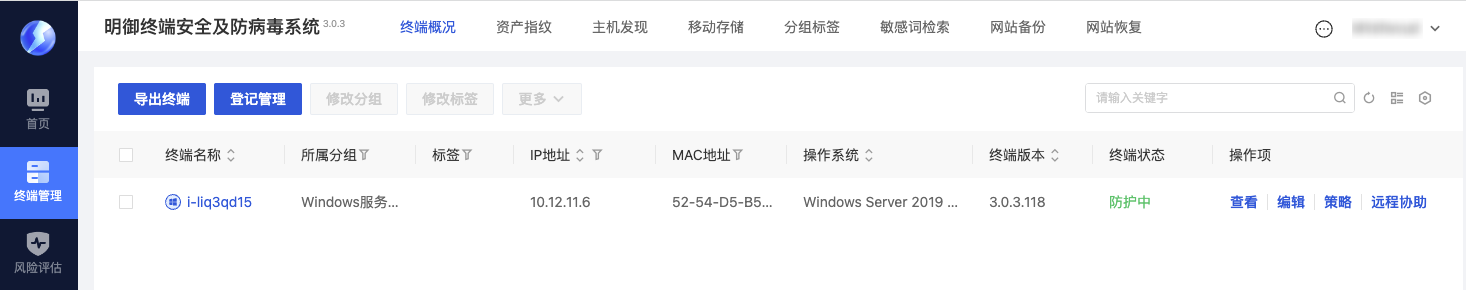 明御终端安全及防病毒系统 3.0.3
终端概况
资产指纹
主机发现
移动存储
分组标签
敏感词检索
网站备份
网站恢复
首页
终端管理
风险评估
导出终端
登记管理
修改分组
修改标签
更多
请输入关键字
终端名称 所属分组 标签 IP地址 MAC地址 操作系统 终端版本 终端状态 操作项
i-liq3qd15 Windows服务... 10.12.11.6 52-54-D5-B5... Windows Server 2019 ... 3.0.3.118 防护中 查看 编辑 策略 远程协助